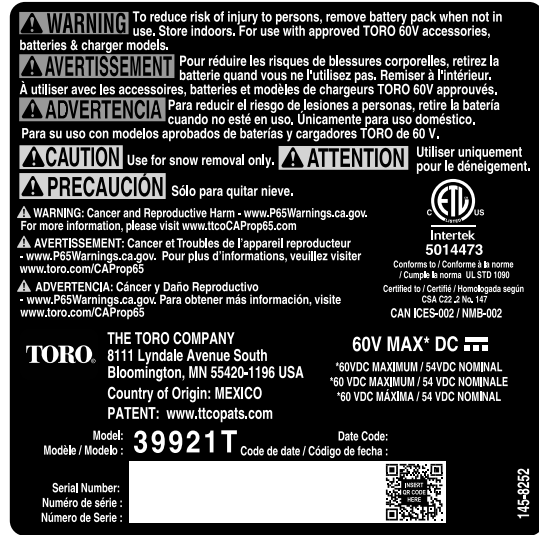 WARNING To reduce risk of injury to persons, remove battery pack when not in
use. Store indoors. For use with approved TORO 60V accessories,
batteries & charger models.
AVERTISSEMENT Pour réduire les risques de blessures corporelles, retirez la
batterie quand vous ne l'utilisez pas. Remiser à l'intérieur.
À utiliser avec les accessoires, batteries et modèles de chargeurs TORO 60V approuvés.
ADVERTENCIA Para reducir el riesgo de lesiones a personas, retire la batería
cuando no esté en uso. Únicamente para uso doméstico.
Para su uso con modelos aprobados de baterías y cargadores TORO de 60 V.
CAUTION Use for snow removal only. ATTENTION Utiliser uniquement
pour le déneigement.
PRECAUCIÓN Sólo para quitar nieve.
WARNING: Cancer and Reproductive Harm - www.P65Warnings.ca.gov.
For more information, please visit www.ttcoCAProp65.com
AVERTISSEMENT: Cancer et Troubles de l'appareil reproducteur
- www.P65Warnings.ca.gov. Pour plus d'informations, veuillez visiter
www.toro.com/CAProp65
ADVERTENCIA: Cáncer y Daño Reproductivo
- www.P65Warnings.ca.gov. Para obtener más información, visite
www.toro.com/CAProp65
ETL
C US
LISTED
Intertek
5014473
Conforms to / Conforme à la norme
/ Cumple la norma UL STD 1090
Certified to / Certifié / Homologada según
CSA C22 .2 No. 147
CAN ICES-002 / NMB-002
TORO®
THE TORO COMPANY
8111 Lyndale Avenue South
Bloomington, MN 55420-1196 USA
Country of Origin: MEXICO
PATENT: www.ttcopats.com
60V MAX* DC
*60VDC MAXIMUM / 54VDC NOMINAL
*60 VDC MAXIMUM / 54 VDC NOMINALE
*60 VDC MÁXIMA / 54 VDC NOMINAL
Model:
Modèle / Modelo :
39921T
Date Code:
Code de date / Código de fecha :
Serial Number:
Numéro de série :
Número de Serie :
INSERT
QR CODE
HERE
145-8252